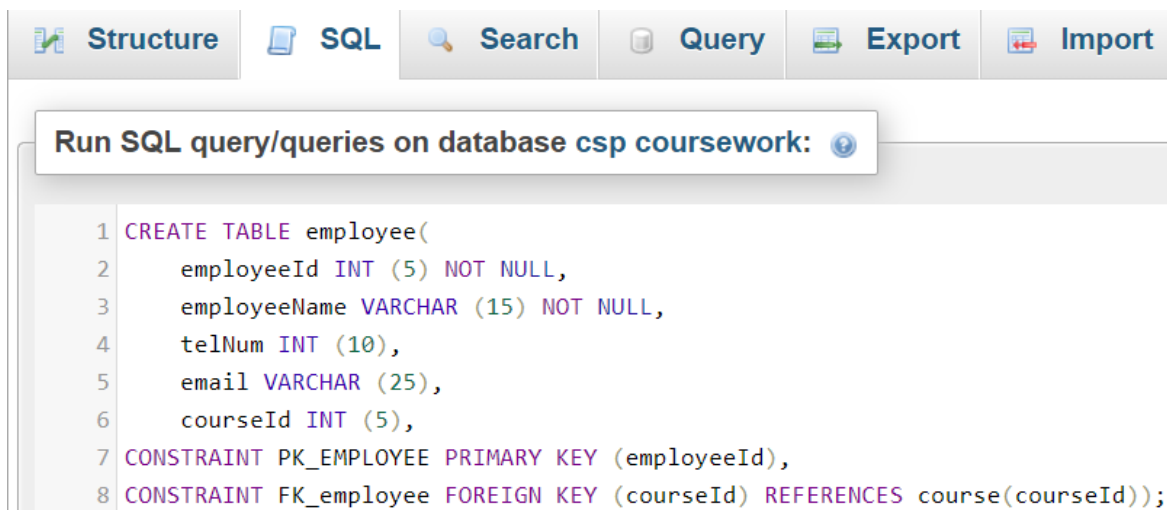 Structure SQL Search Query Export Import
Run SQL query/queries on database csp coursework:
1 CREATE TABLE employee(
2 employeeId INT (5) NOT NULL,
3 employeeName VARCHAR (15) NOT NULL,
4 telNum INT (10),
5 email VARCHAR (25),
6 courseId INT (5),
7 CONSTRAINT PK_EMPLOYEE PRIMARY KEY (employeeId),
8 CONSTRAINT FK_employee FOREIGN KEY (courseId) REFERENCES course(courseId));